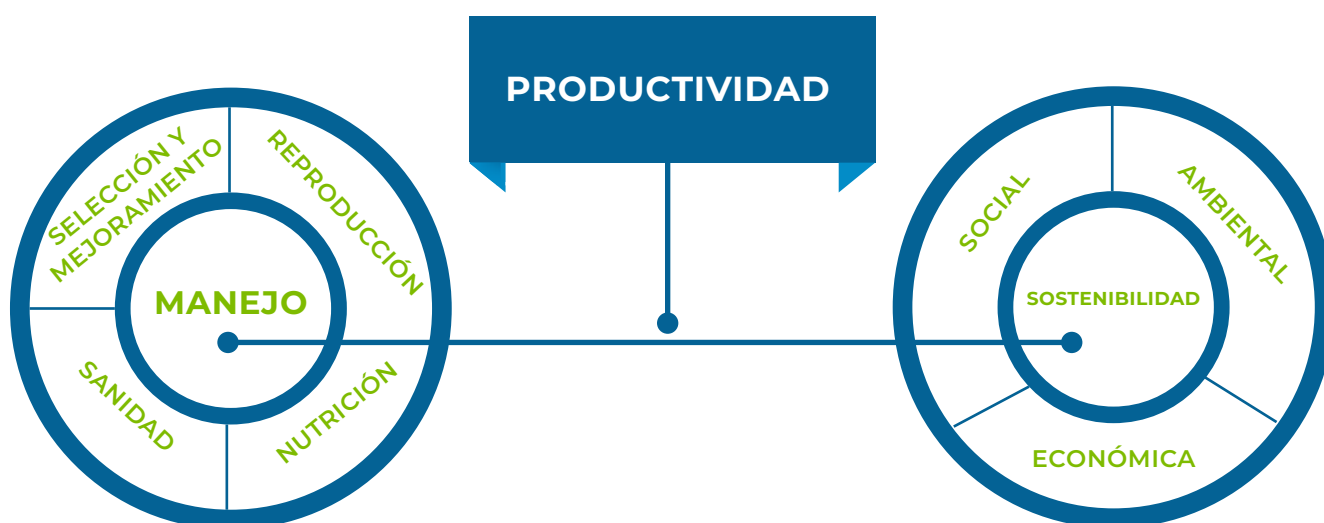 PRODUCTIVIDAD
SELECCIÓN Y
MEJORAMIENTO
REPRODUCCIÓN
MANEJO
SANIDAD
NUTRICIÓN
SOCIAL
AMBIENTAL
SOSTENIBILIDAD
ECONÓMICA